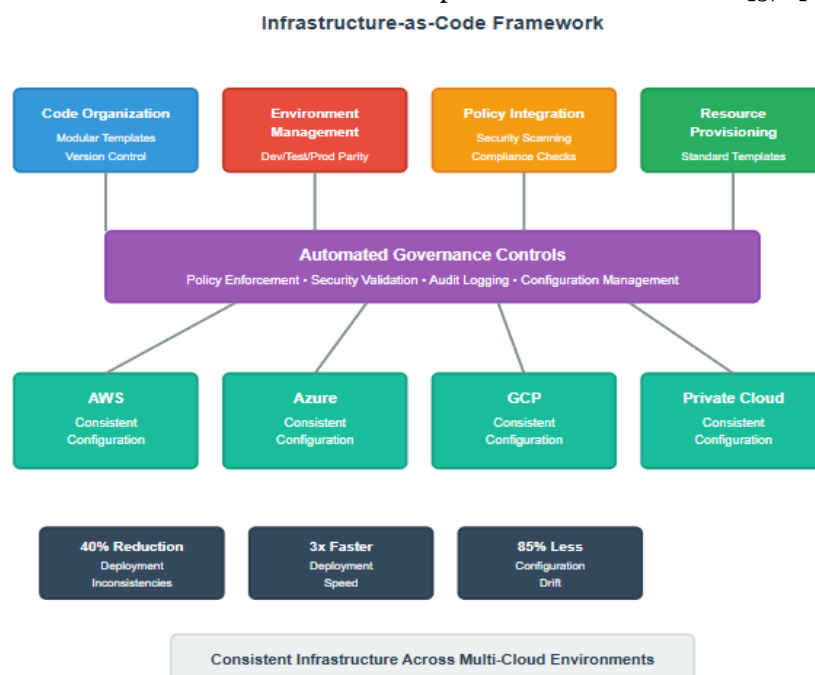 Infrastructure-as-Code Framework
Code Organization
Modular Templates
Version Control
Environment
Management
Dev/Test/Prod Parity
Policy Integration
Security Scanning
Compliance Checks
Resource
Provisioning
Standard Templates
Automated Governance Controls
Policy Enforcement • Security Validation • Audit Logging • Configuration Management
AWS
Consistent
Configuration
Azure
Consistent
Configuration
GCP
Consistent
Configuration
Private Cloud
Consistent
Configuration
40% Reduction
Deployment
Inconsistencies
3x Faster
Deployment
Speed
85% Less
Configuration
Drift
Consistent Infrastructure Across Multi-Cloud Environments